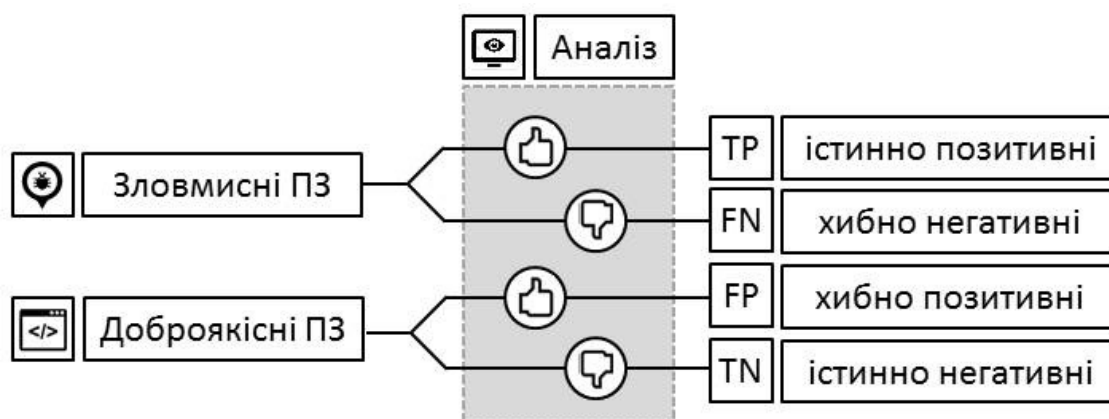 Аналіз
TP
істинно позитивні
Зловмисні ПЗ
FN
хибно негативні
FP
хибно позитивні
</>
Доброякісні ПЗ
TN
істинно негативні